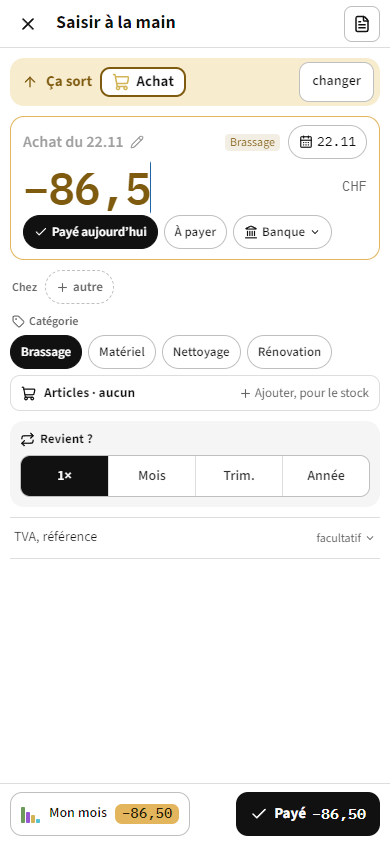 Saisir à la main
Ça sort Achat changer
Achat du 22.11 Brassage 22.11
−86,5 CHF
Payé aujourd'hui À payer Banque
Chez + autre
Catégorie
Brassage Matériel Nettoyage Rénovation
Articles · aucun + Ajouter, pour le stock
Revient ?
1× Mois Trim. Année
TVA, référence facultatif
Mon mois −86,50 Payé −86,50